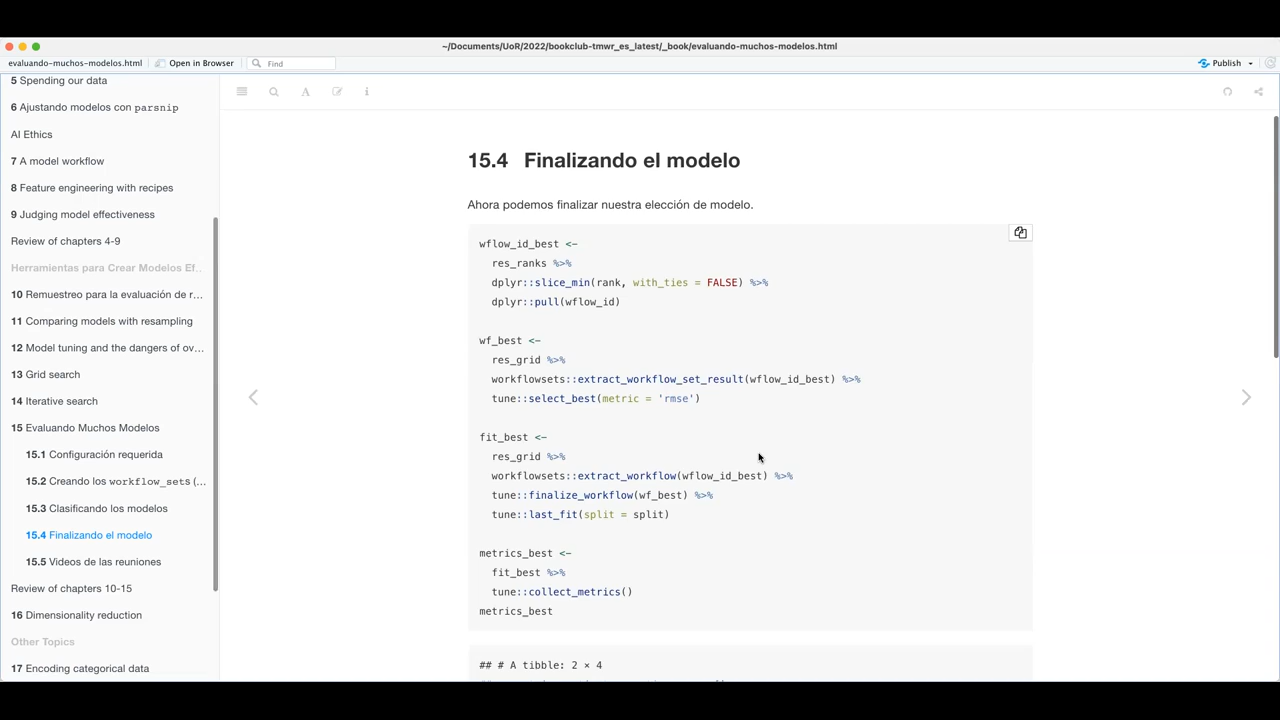 ~/Documents/UoR/2022/bookclub-tmwr_es_latest/_book/evaluando-muchos-modelos.html
evaluando-muchos-modelos.html
Open in Browser
Find
Publish
5 Spending our data
6 Ajustando modelos con parsnip
AI Ethics
7 A model workflow
8 Feature engineering with recipes
9 Judging model effectiveness
Review of chapters 4-9
Herramientas para Crear Modelos Ef…
10 Remuestreo para la evaluación de r…
11 Comparing models with resampling
12 Model tuning and the dangers of ov…
13 Grid search
14 Iterative search
15 Evaluando Muchos Modelos
15.1 Configuración requerida
15.2 Creando los workflow_sets (…
15.3 Clasificando los modelos
15.4 Finalizando el modelo
15.5 Videos de las reuniones
Review of chapters 10-15
16 Dimensionality reduction
Other Topics
17 Encoding categorical data
15.4 Finalizando el modelo
Ahora podemos finalizar nuestra elección de modelo.
wflow_id_best <-
res_ranks %>%
dplyr::slice_min(rank, with_ties = FALSE) %>%
dplyr::pull(wflow_id)
wf_best <-
res_grid %>%
workflowsets::extract_workflow_set_result(wflow_id_best) %>%
tune::select_best(metric = 'rmse')
fit_best <-
res_grid %>%
workflowsets::extract_workflow(wflow_id_best) %>%
tune::finalize_workflow(wf_best) %>%
tune::last_fit(split = split)
metrics_best <-
fit_best %>%
tune::collect_metrics()
metrics_best
## # A tibble: 2 × 4